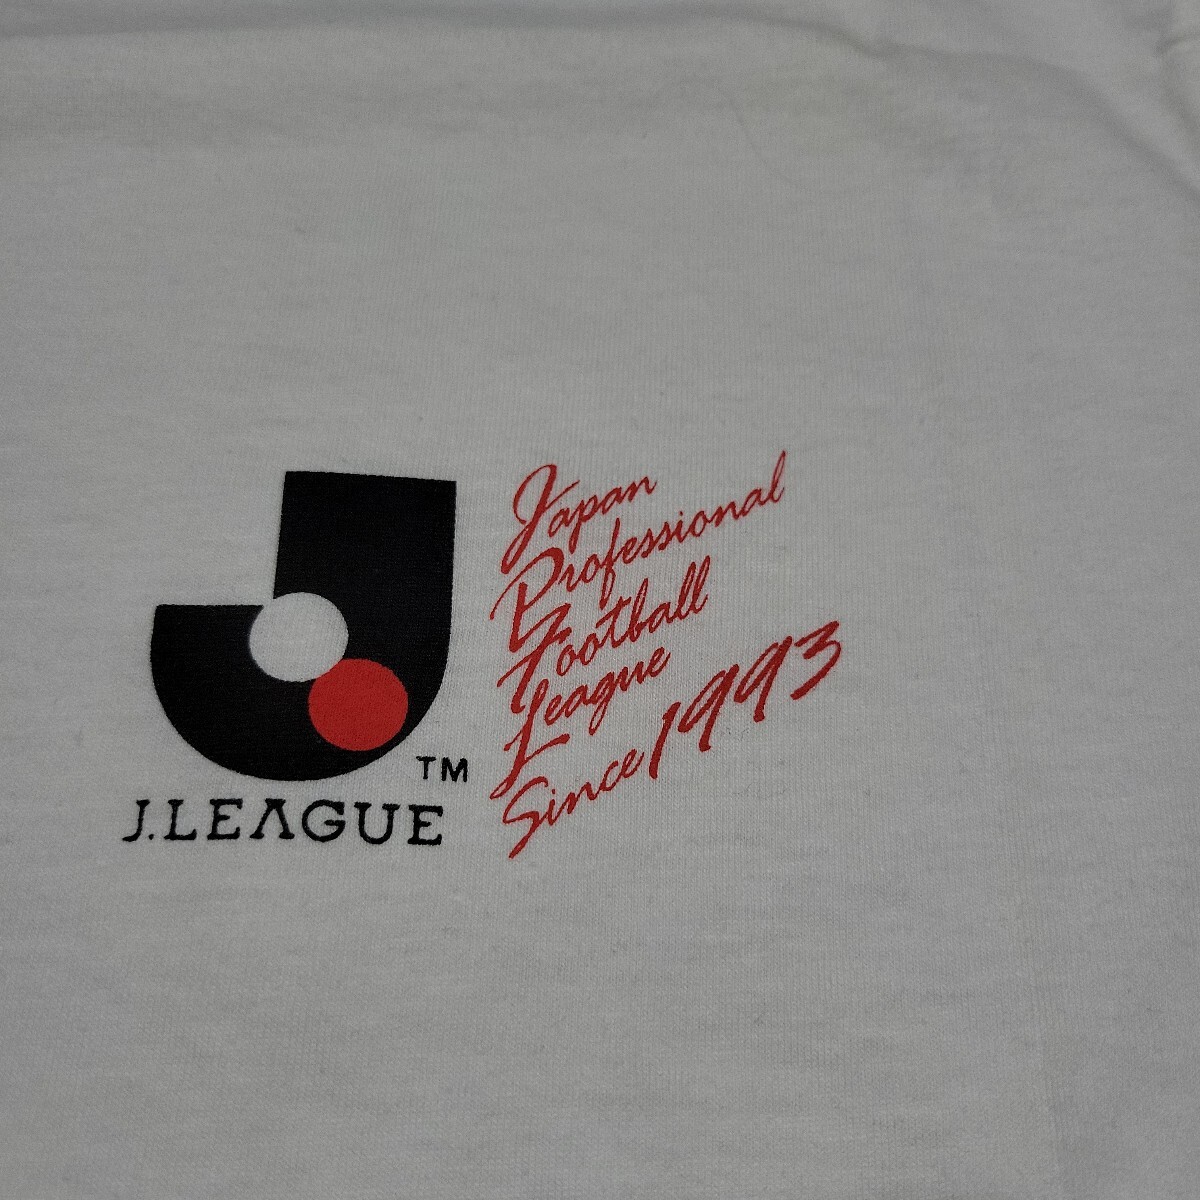 J
TM
J.LEAGUE
Japan
Professional
Football
League
Since 1993